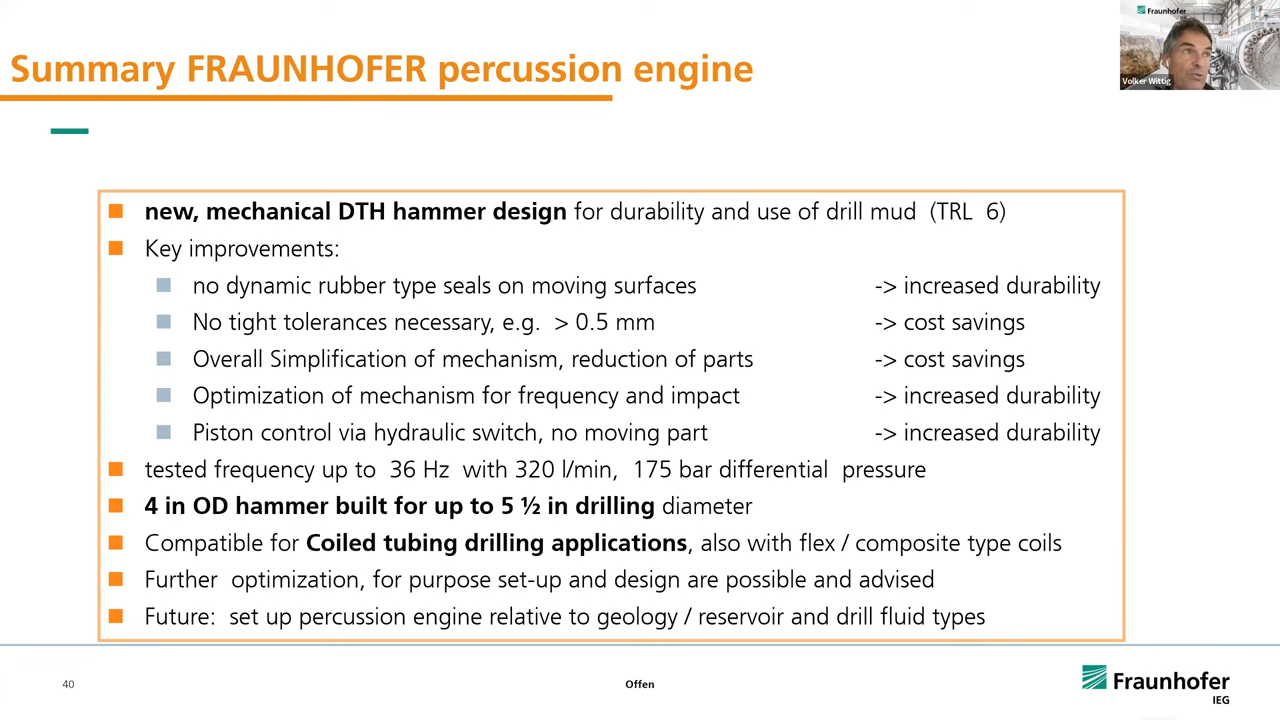 Fraunhofer
Summary FRAUNHOFER percussion engine
Volker Wittig
new, mechanical DTH hammer design for durability and use of drill mud (TRL 6)
Key improvements:
no dynamic rubber type seals on moving surfaces -> increased durability
No tight tolerances necessary, e.g. > 0.5 mm -> cost savings
Overall Simplification of mechanism, reduction of parts -> cost savings
Optimization of mechanism for frequency and impact -> increased durability
Piston control via hydraulic switch, no moving part -> increased durability
tested frequency up to 36 Hz with 320 l/min, 175 bar differential pressure
4 in OD hammer built for up to 5 ½ in drilling diameter
Compatible for Coiled tubing drilling applications, also with flex / composite type coils
Further optimization, for purpose set-up and design are possible and advised
Future: set up percussion engine relative to geology / reservoir and drill fluid types
40
Offen
Fraunhofer
IEG